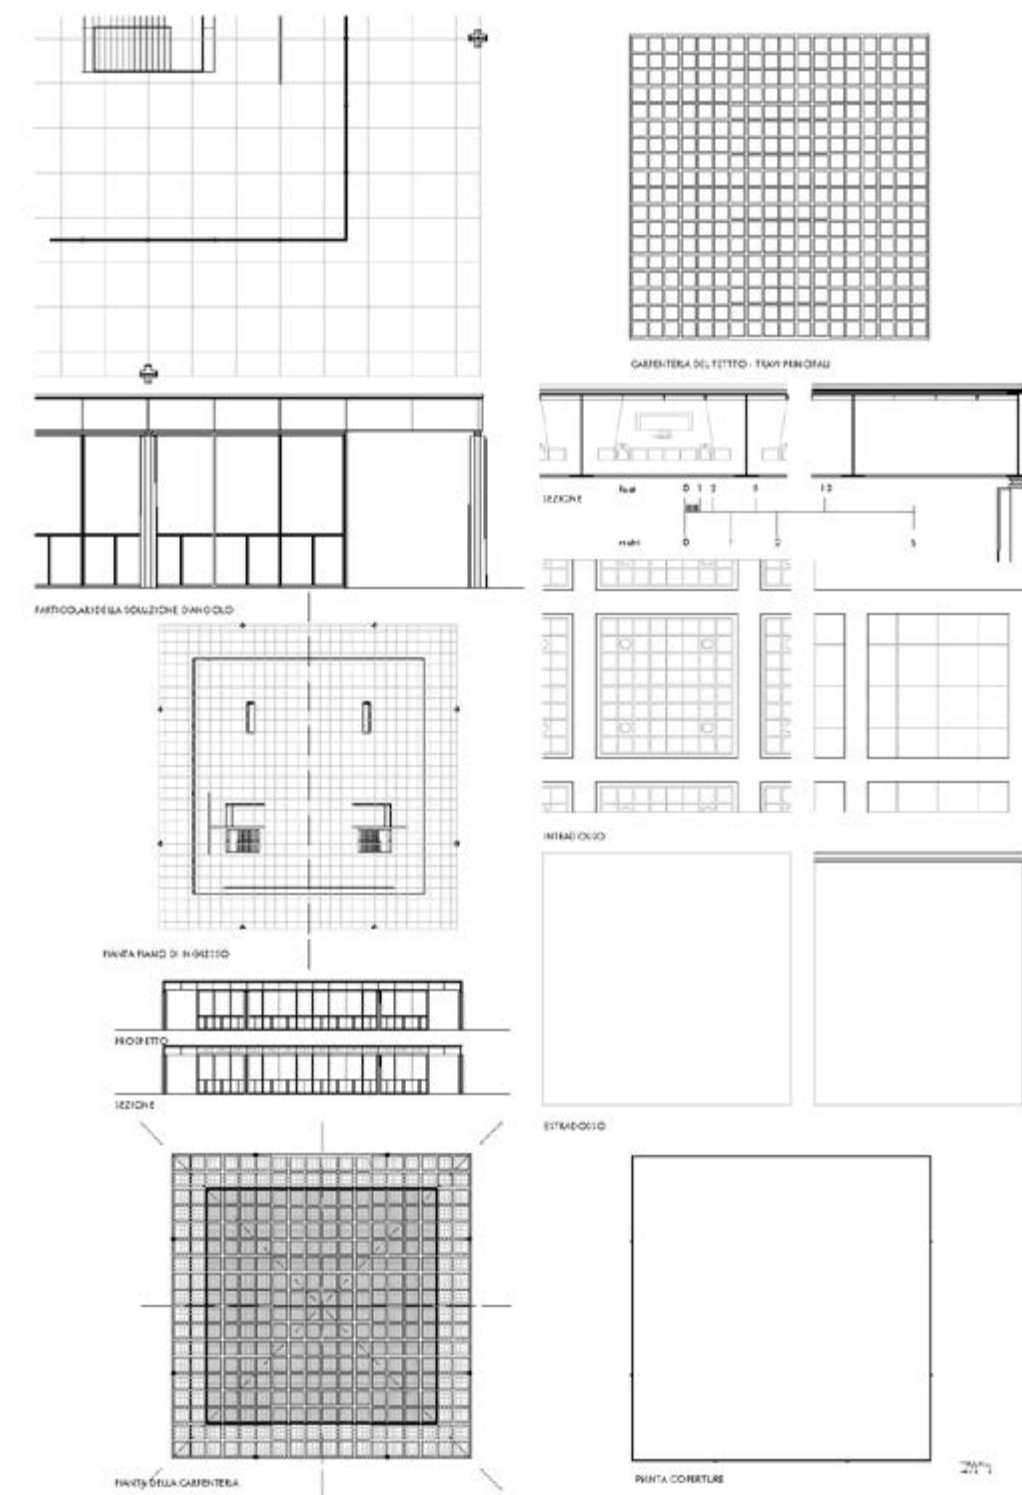 CARPENTERIA DEL TETTTO - TRAVI PRINCIPALI
SEZIONE
feet 0 1 2 5 10
metri 0 1 2 5
PARTICOLARI DELLA SOLUZIONE D'ANGOLO
INTRADOSSO
PIANTA PIANO DI INGRESSO
PROSPETTO
SEZIONE
ESTRADOSSO
PIANTA DELLA CARPENTERIA
PIANTA COPERTURE